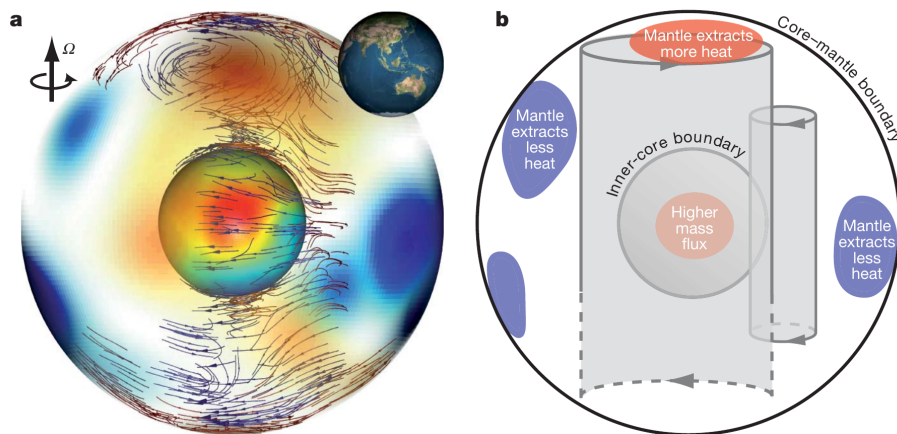 a
Ω
b
Mantle extracts
more heat
Core–mantle boundary
Mantle
extracts
less
heat
Inner-core boundary
Higher
mass
flux
Mantle
extracts
less
heat